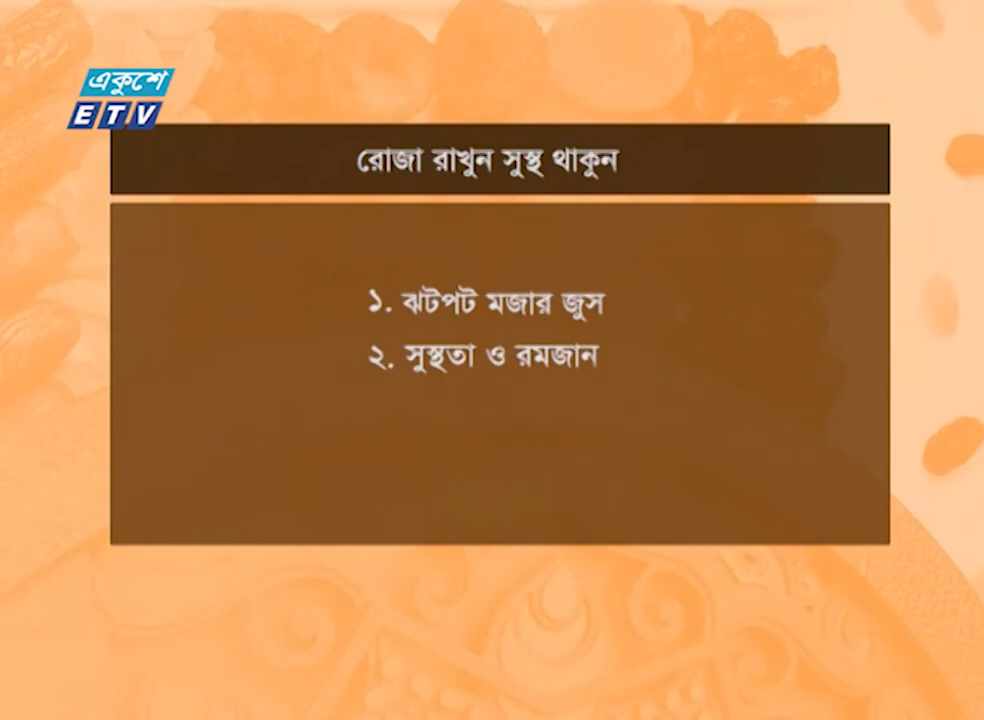 একুশে
ETV
রোজা রাখুন সুস্থ থাকুন
১. ঝটপট মজার জুস
২. সুস্থতা ও রমজান